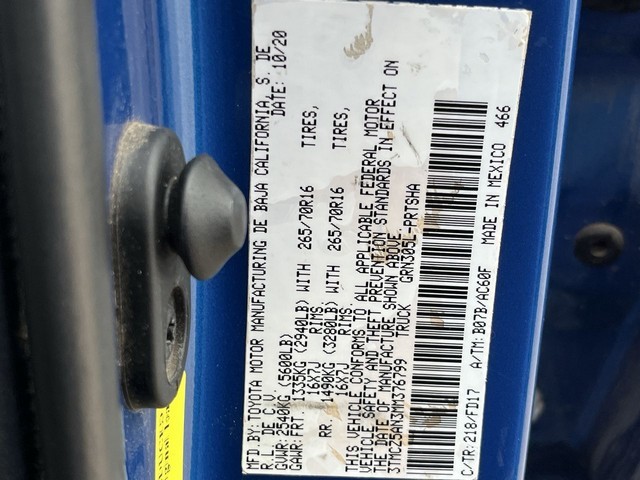 MFD.BY: TOYOTA MOTOR MANUFACTURING DE BAJA CALIFORNIA, S. DE
R.L. DE C.V. DATE: 10/20
GVWR: 2540KG (5600LB)
GAWR: FRT. 1335KG (2940LB) WITH 265/70R16 TIRES,
16X7J RIMS
RR. 1490KG (3280LB) WITH 265/70R16 TIRES,
16X7J RIMS.
THIS VEHICLE CONFORMS TO ALL APPLICABLE FEDERAL MOTOR
VEHICLE SAFETY AND THEFT PREVENTION STANDARDS IN EFFECT ON
THE DATE OF MANUFACTURE SHOWN ABOVE.
3TMCZ5AN3MM376799 TRUCK GRN305L-PRTSHA
C/TR: 218/FD17 A/TM: B07B/AC60F MADE IN MEXICO 466